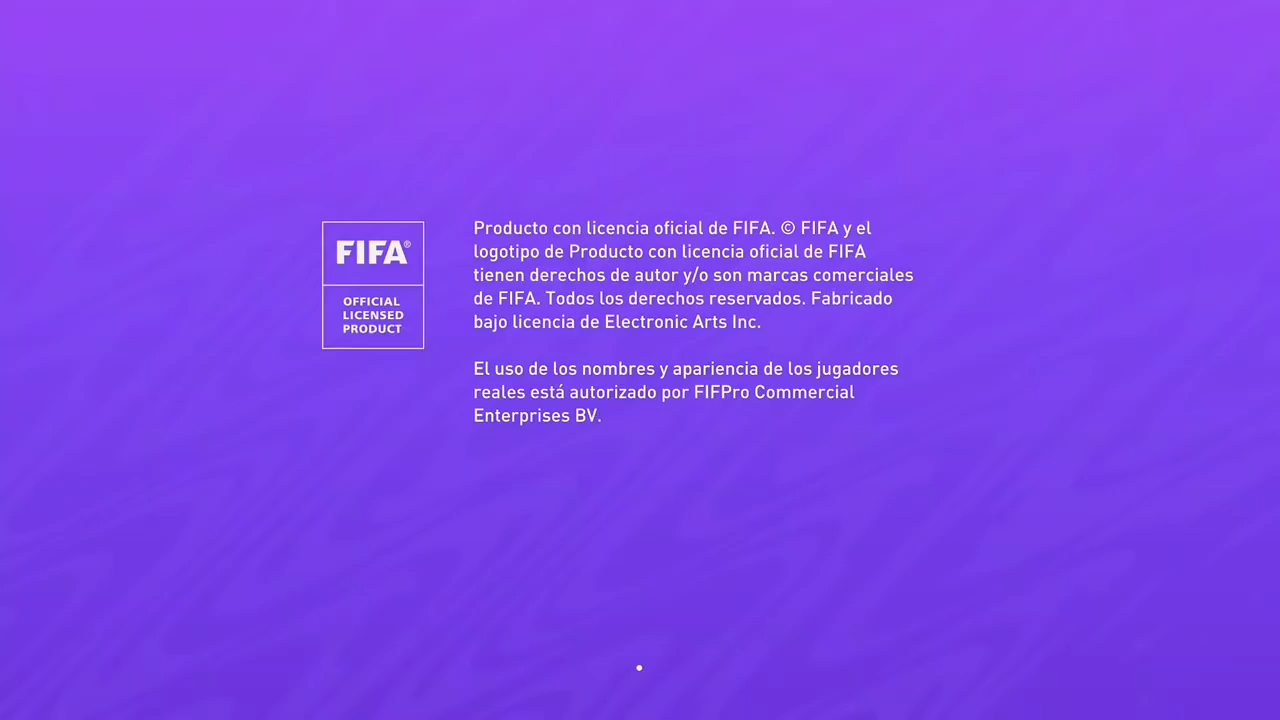 FIFA®
OFFICIAL
LICENSED
PRODUCT
Producto con licencia oficial de FIFA. © FIFA y el
logotipo de Producto con licencia oficial de FIFA
tienen derechos de autor y/o son marcas comerciales
de FIFA. Todos los derechos reservados. Fabricado
bajo licencia de Electronic Arts Inc.
El uso de los nombres y apariencia de los jugadores
reales está autorizado por FIFPro Commercial
Enterprises BV.